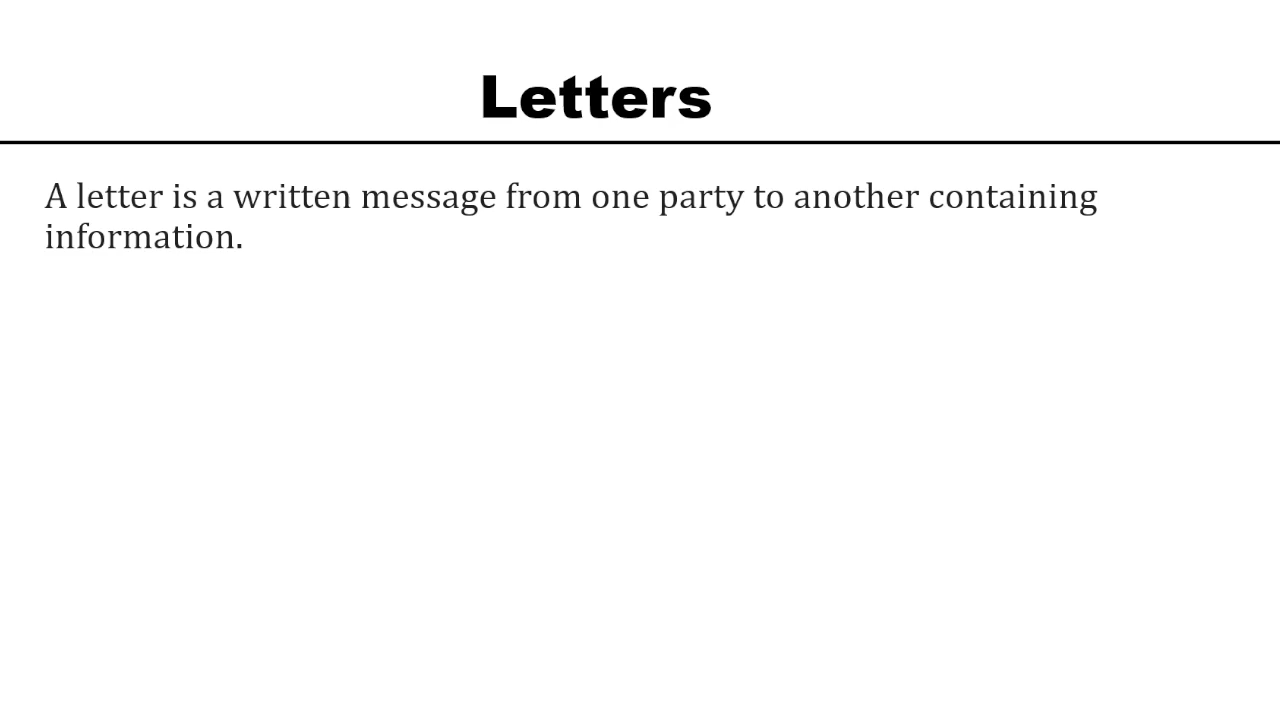 Letters
A letter is a written message from one party to another containing
information.